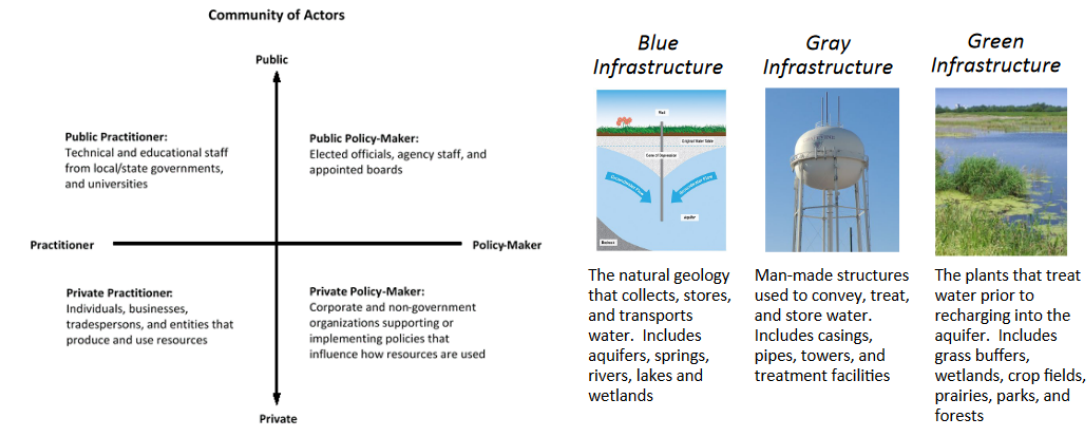 Community of Actors
Public
Public Practitioner:
Technical and educational staff
from local/state governments,
and universities
Public Policy-Maker:
Elected officials, agency staff, and
appointed boards
Practitioner
Policy-Maker
Private Practitioner:
Individuals, businesses,
tradespersons, and entities that
produce and use resources
Private Policy-Maker:
Corporate and non-government
organizations supporting or
implementing policies that
influence how resources are used
Private
Blue
Infrastructure
Cone of Depression
Aquifer
Bedrock
The natural geology
that collects, stores,
and transports
water.  Includes
aquifers, springs,
rivers, lakes and
wetlands
Gray
Infrastructure
Man-made structures
used to convey, treat,
and store water.
Includes casings,
pipes, towers, and
treatment facilities
Green
Infrastructure
The plants that treat
water prior to
recharging into the
aquifer.  Includes
grass buffers,
wetlands, crop fields,
prairies, parks, and
forests